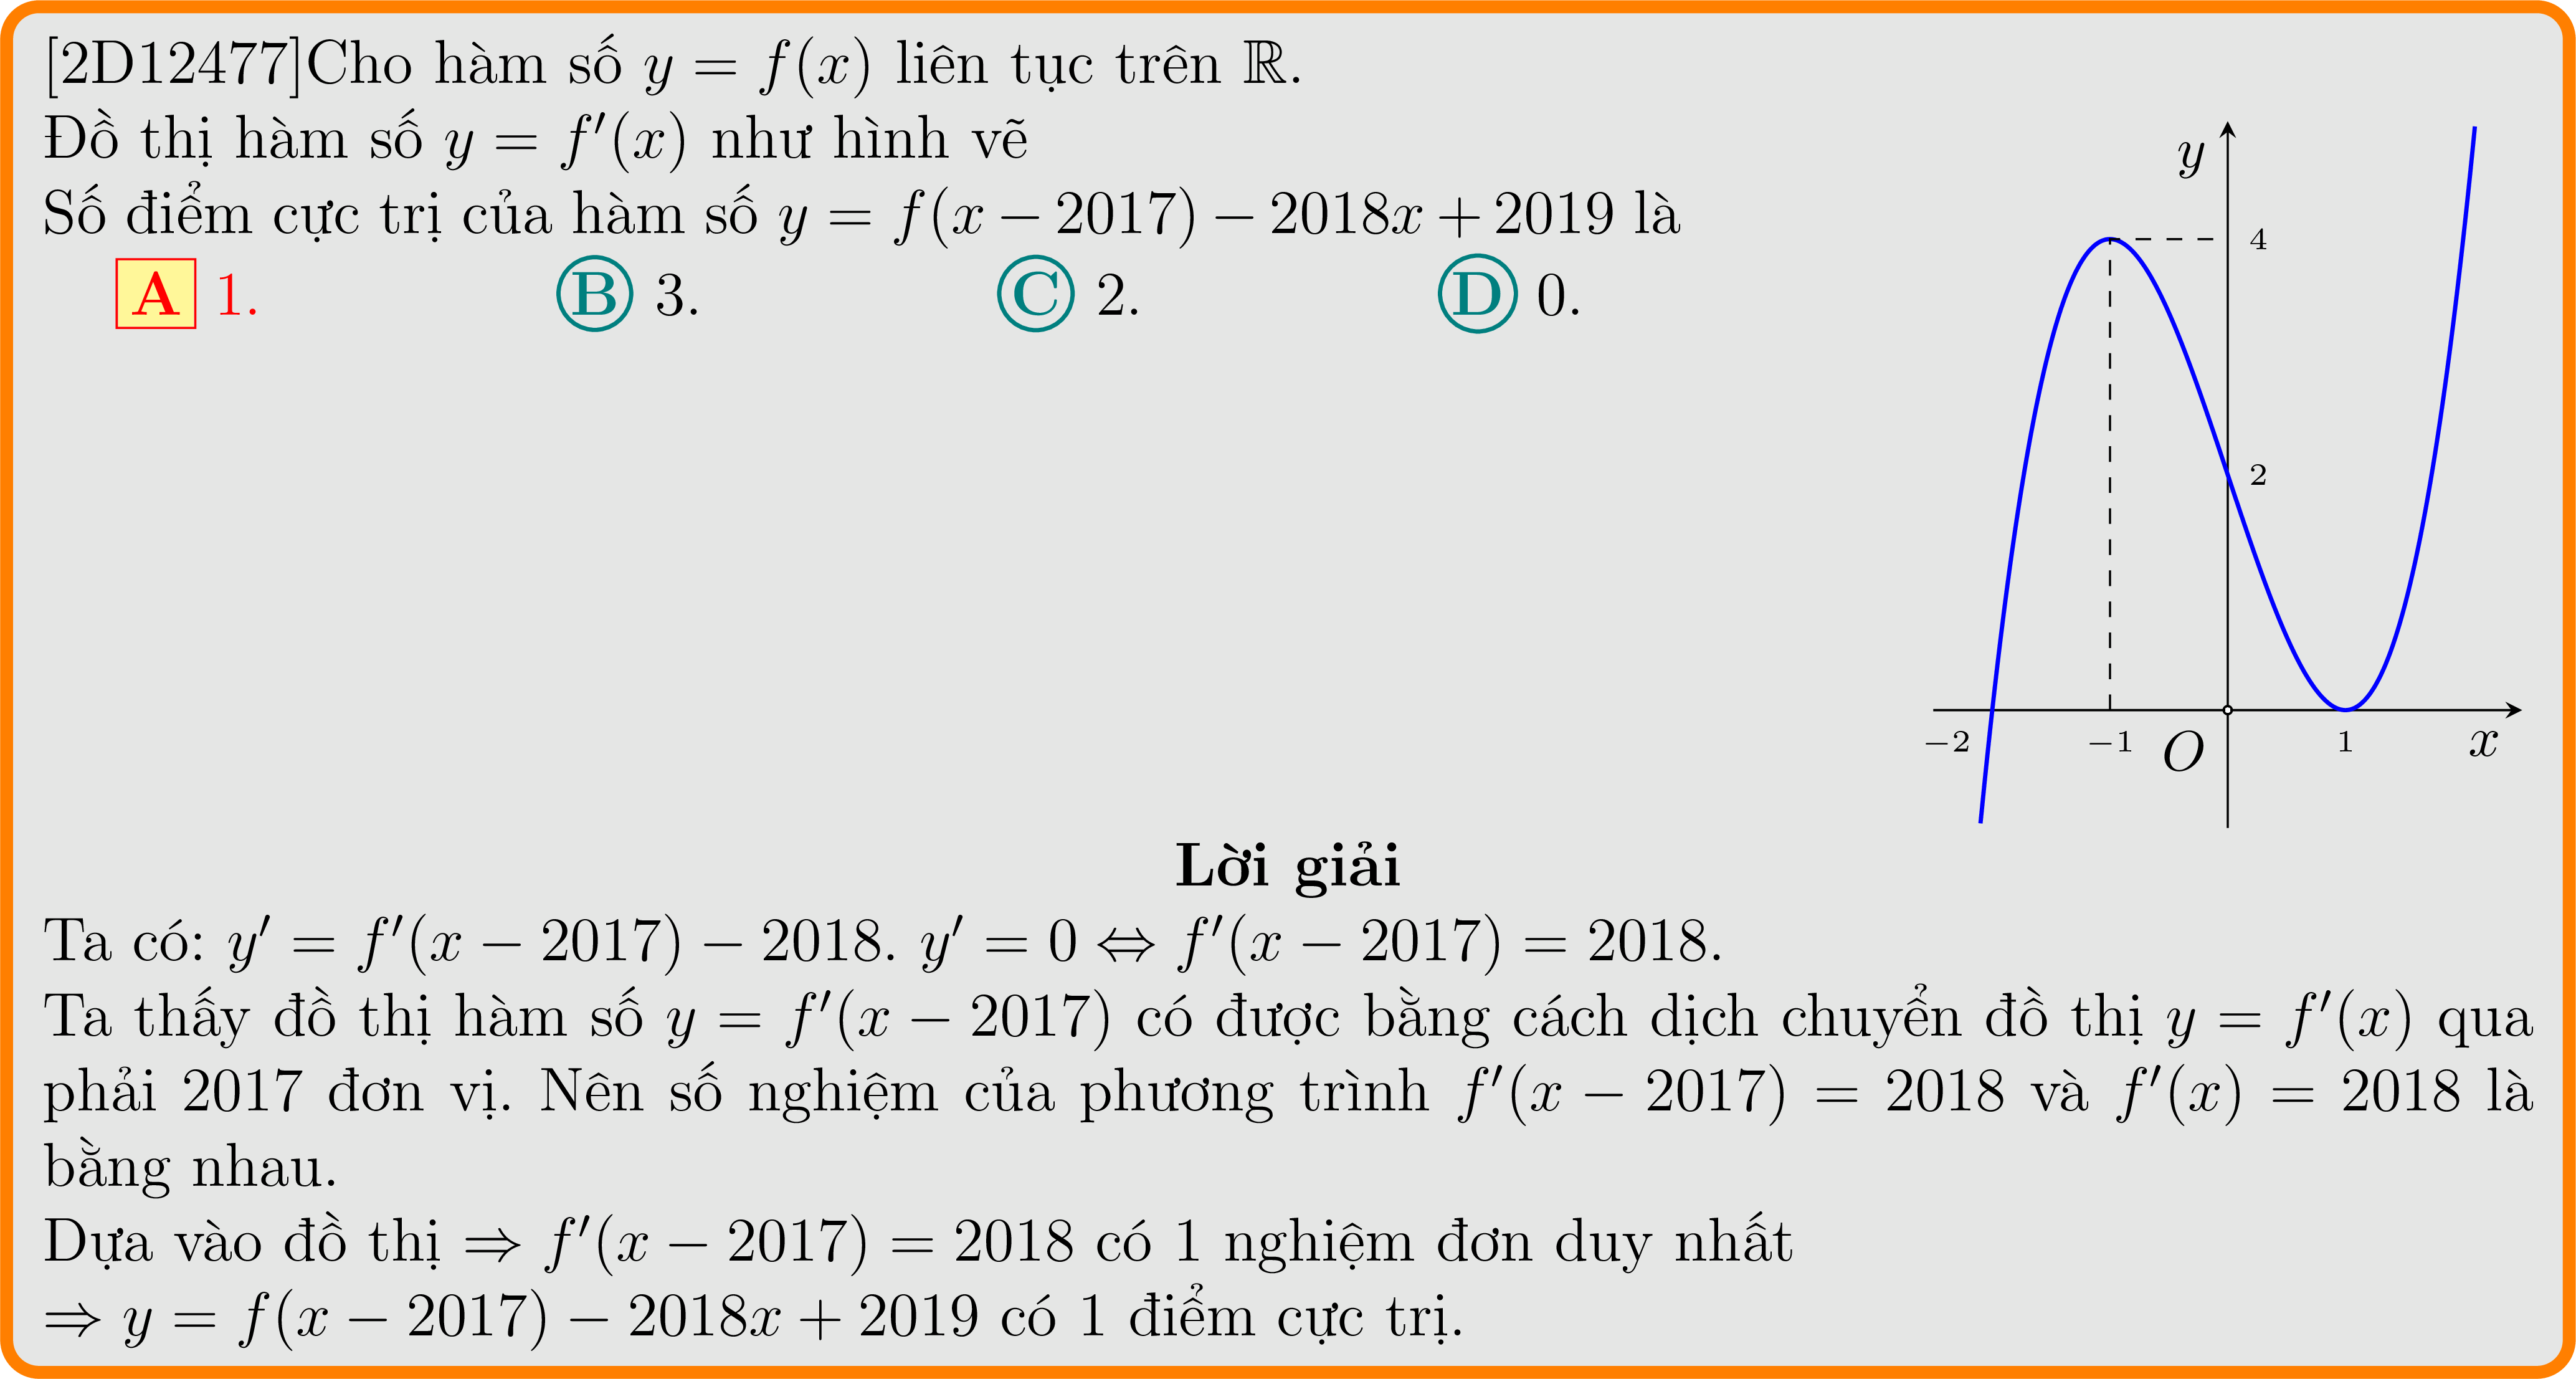 [2D12477]Cho hàm số y = f(x) liên tục trên ℝ.
Đồ thị hàm số y = f′(x) như hình vẽ
Số điểm cực trị của hàm số y = f(x − 2017) − 2018x + 2019 là
A 1. B 3. C 2. D 0.
y
4
2
−2 −1 O 1 x
Lời giải
Ta có: y′ = f′(x − 2017) − 2018. y′ = 0 ⇔ f′(x − 2017) = 2018.
Ta thấy đồ thị hàm số y = f′(x − 2017) có được bằng cách dịch chuyển đồ thị y = f′(x) qua
phải 2017 đơn vị. Nên số nghiệm của phương trình f′(x − 2017) = 2018 và f′(x) = 2018 là
bằng nhau.
Dựa vào đồ thị ⇒ f′(x − 2017) = 2018 có 1 nghiệm đơn duy nhất
⇒ y = f(x − 2017) − 2018x + 2019 có 1 điểm cực trị.